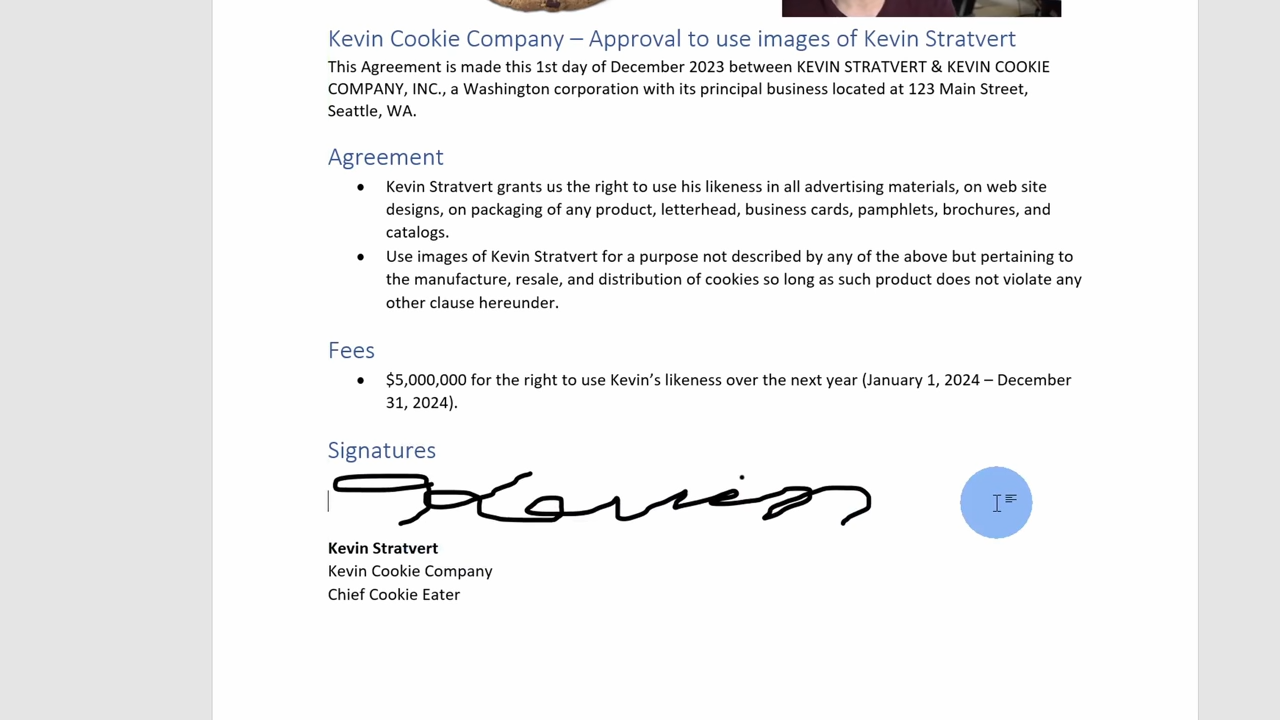 Kevin Cookie Company – Approval to use images of Kevin Stratvert
This Agreement is made this 1st day of December 2023 between KEVIN STRATVERT & KEVIN COOKIE
COMPANY, INC., a Washington corporation with its principal business located at 123 Main Street,
Seattle, WA.
Agreement
• Kevin Stratvert grants us the right to use his likeness in all advertising materials, on web site
designs, on packaging of any product, letterhead, business cards, pamphlets, brochures, and
catalogs.
• Use images of Kevin Stratvert for a purpose not described by any of the above but pertaining to
the manufacture, resale, and distribution of cookies so long as such product does not violate any
other clause hereunder.
Fees
• $5,000,000 for the right to use Kevin’s likeness over the next year (January 1, 2024 – December
31, 2024).
Signatures
Kevin
Kevin Stratvert
Kevin Cookie Company
Chief Cookie Eater